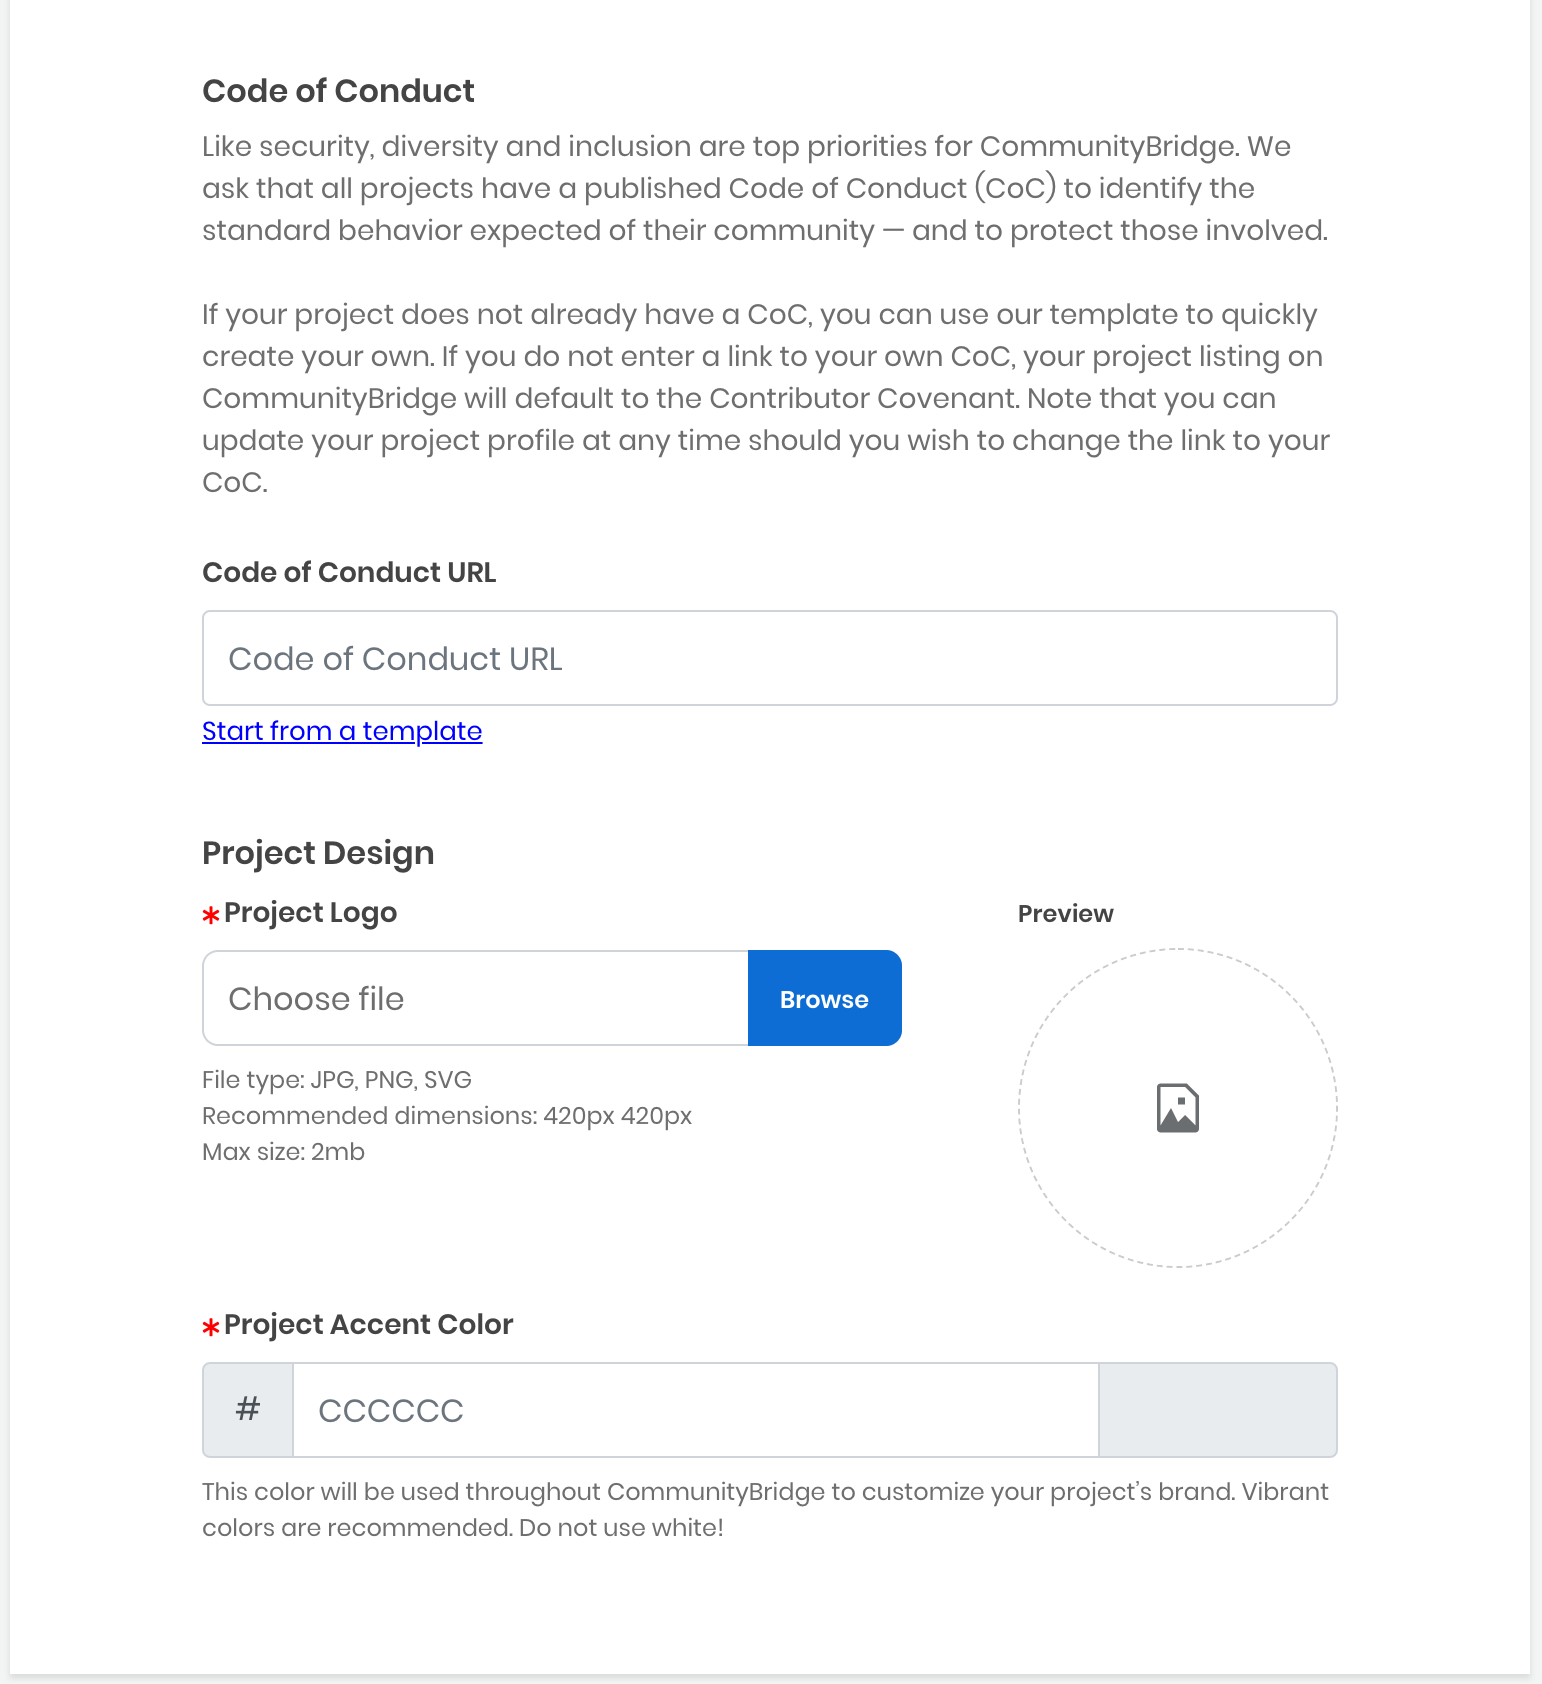 Code of Conduct
Like security, diversity and inclusion are top priorities for CommunityBridge. We
ask that all projects have a published Code of Conduct (CoC) to identify the
standard behavior expected of their community — and to protect those involved.
If your project does not already have a CoC, you can use our template to quickly
create your own. If you do not enter a link to your own CoC, your project listing on
CommunityBridge will default to the Contributor Covenant. Note that you can
update your project profile at any time should you wish to change the link to your
CoC.
Code of Conduct URL
Code of Conduct URL
Start from a template
Project Design
* Project Logo
Preview
Choose file
Browse
File type: JPG, PNG, SVG
Recommended dimensions: 420px 420px
Max size: 2mb
* Project Accent Color
# CCCCCC
This color will be used throughout CommunityBridge to customize your project’s brand. Vibrant
colors are recommended. Do not use white!